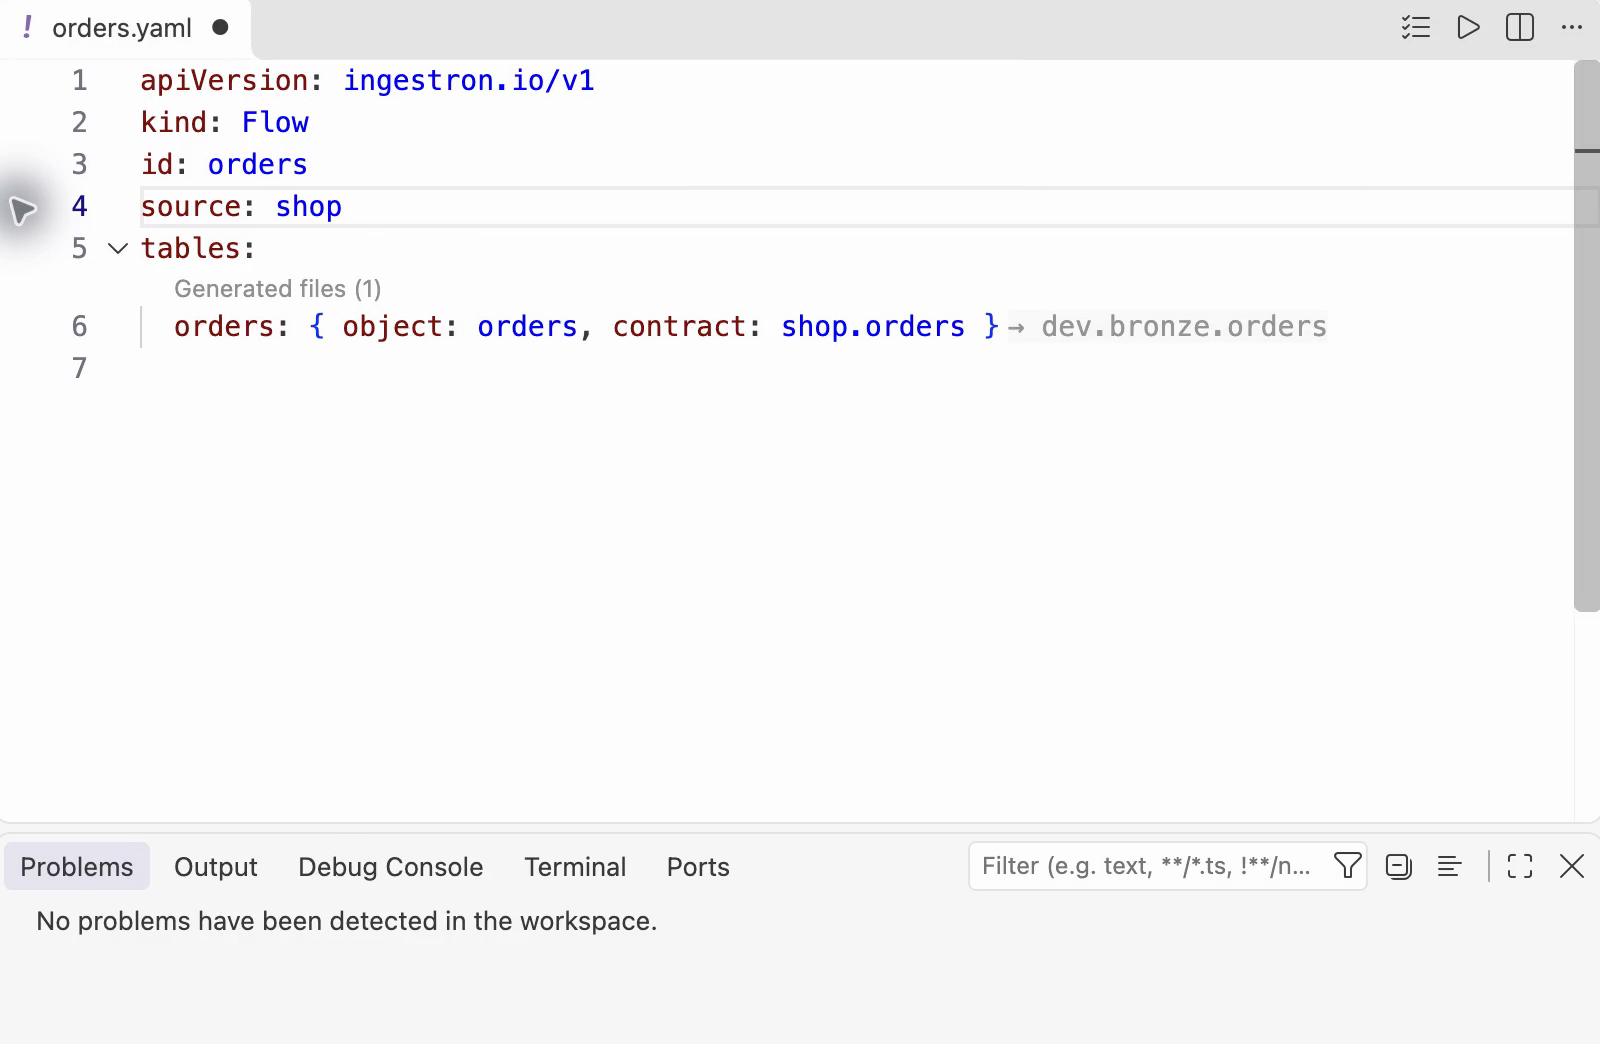 ! orders.yaml ●
1 apiVersion: ingestron.io/v1
2 kind: Flow
3 id: orders
4 source: shop
5 tables:
Generated files (1)
6 orders: { object: orders, contract: shop.orders } → dev.bronze.orders
7
Problems Output Debug Console Terminal Ports Filter (e.g. text, **/*.ts, !**/n...
No problems have been detected in the workspace.